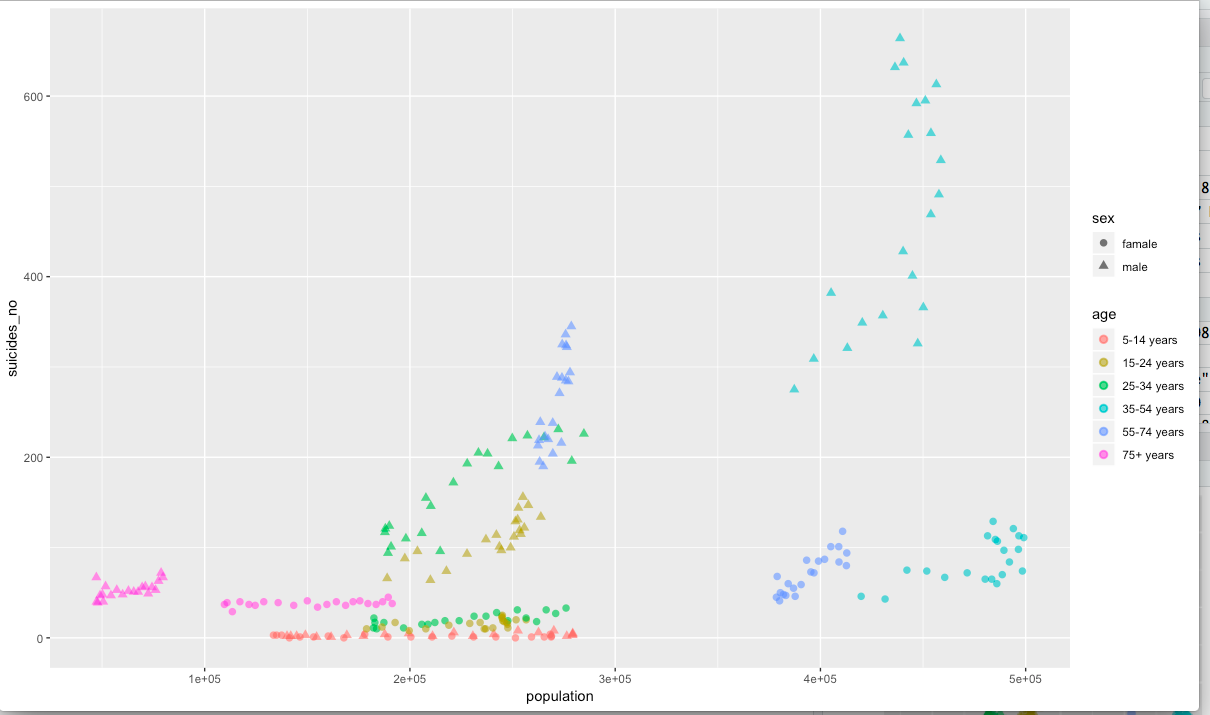 600
400
200
0
suicides_no
1e+05
2e+05
3e+05
4e+05
5e+05
population
sex
famale
male
age
5-14 years
15-24 years
25-34 years
35-54 years
55-74 years
75+ years